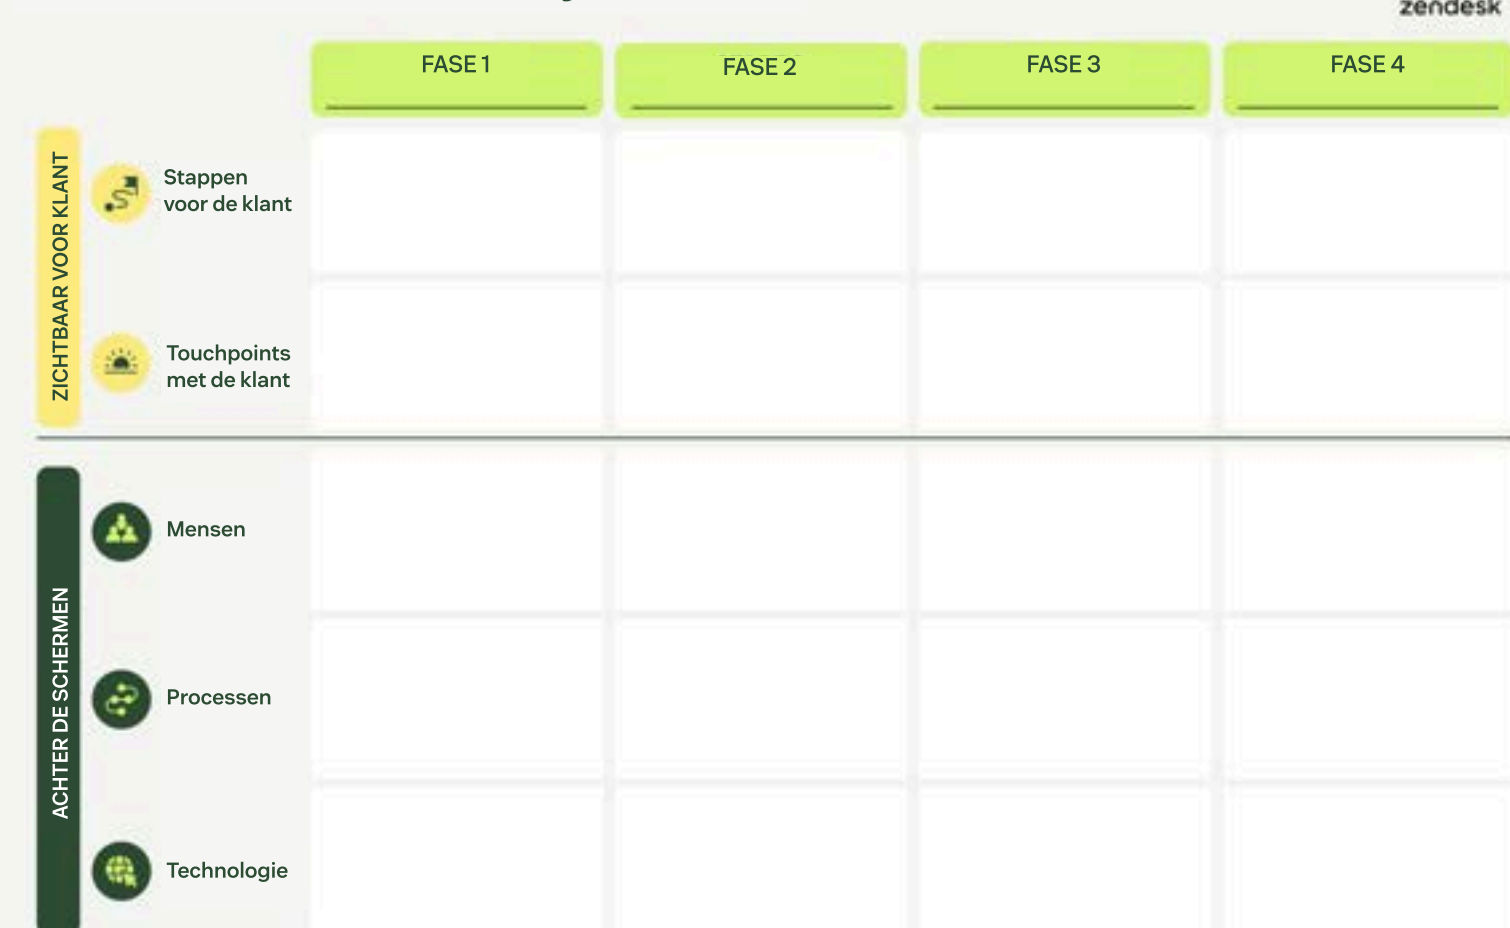 zendesk
FASE 1
FASE 2
FASE 3
FASE 4
ZICHTBAAR VOOR KLANT
Stappen
voor de klant
Touchpoints
met de klant
ACHTER DE SCHERMEN
Mensen
Processen
Technologie